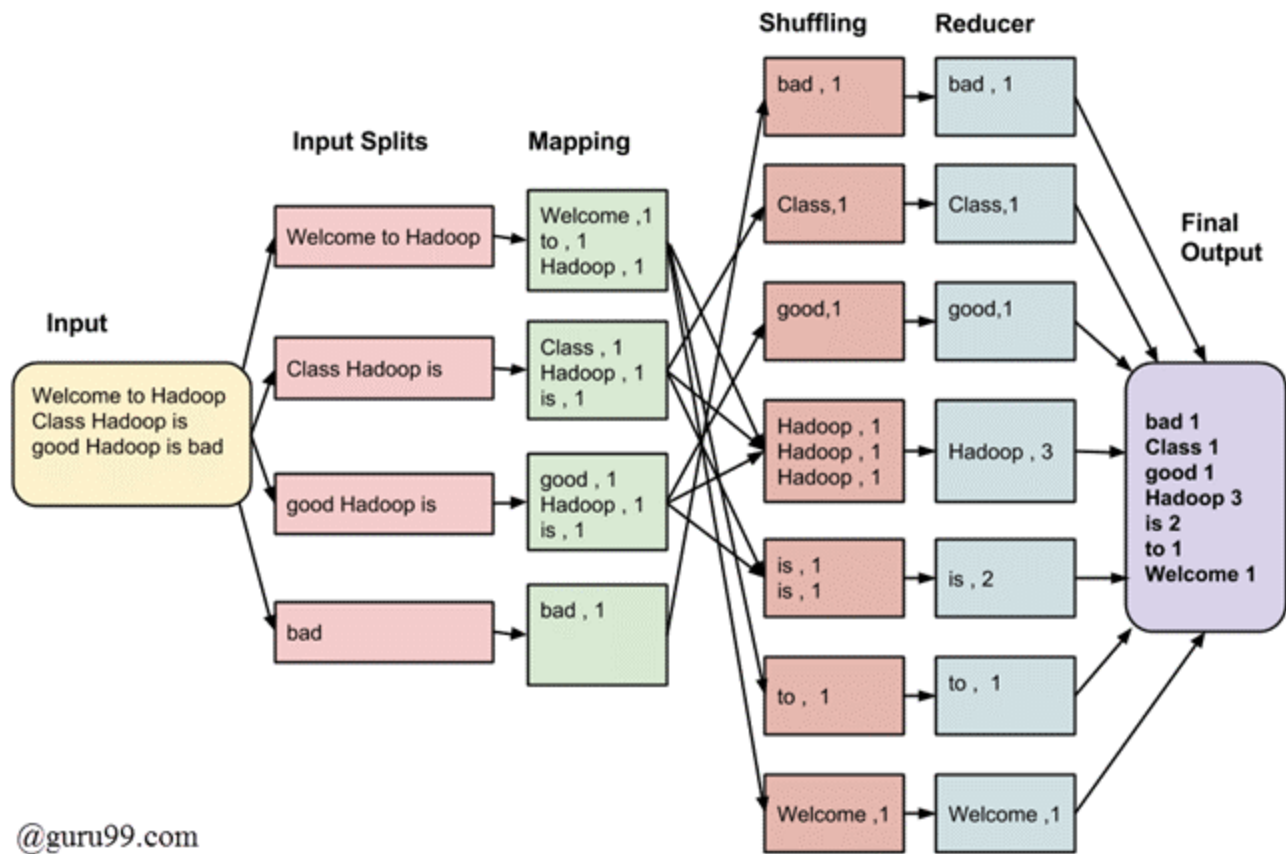 Input
Welcome to Hadoop
Class Hadoop is
good Hadoop is bad
Input Splits
Welcome to Hadoop
Class Hadoop is
good Hadoop is
bad
Mapping
Welcome ,1
to , 1
Hadoop , 1
Class , 1
Hadoop , 1
is , 1
good , 1
Hadoop , 1
is , 1
bad , 1
Shuffling
bad , 1
Class,1
good,1
Hadoop , 1
Hadoop , 1
Hadoop , 1
is , 1
is , 1
to , 1
Welcome ,1
Reducer
bad , 1
Class,1
good,1
Hadoop , 3
is , 2
to , 1
Welcome ,1
Final
Output
bad 1
Class 1
good 1
Hadoop 3
is 2
to 1
Welcome 1
@guru99.com